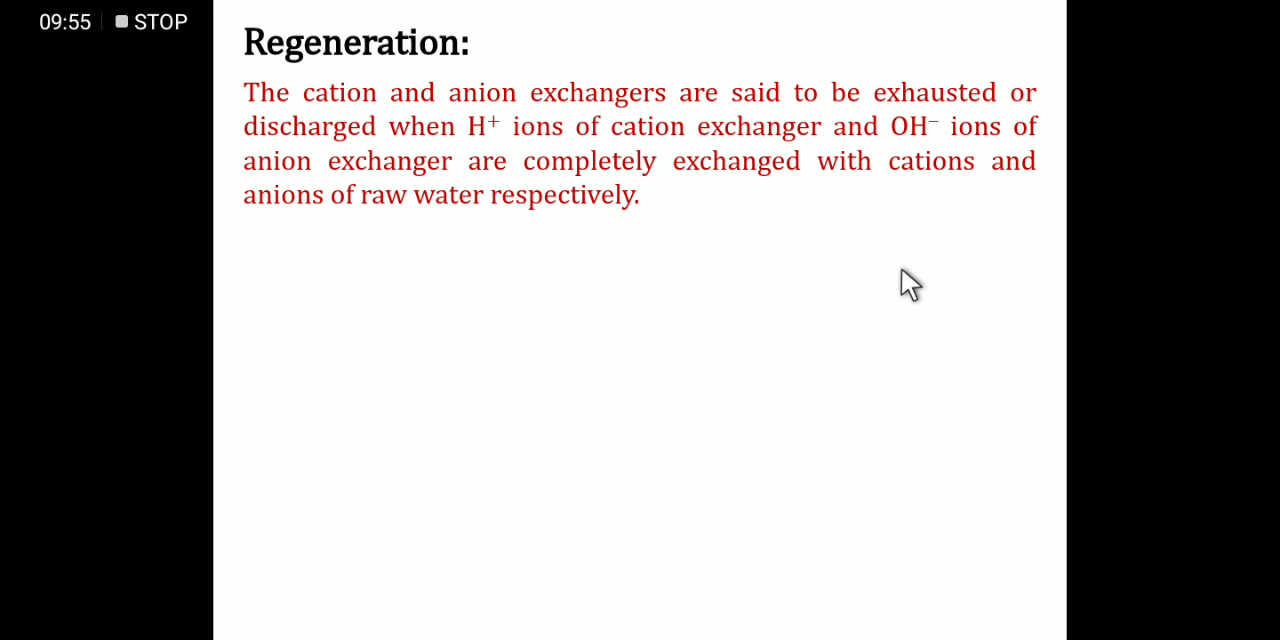 09:55 STOP
Regeneration:
The cation and anion exchangers are said to be exhausted or
discharged when H⁺ ions of cation exchanger and OH⁻ ions of
anion exchanger are completely exchanged with cations and
anions of raw water respectively.